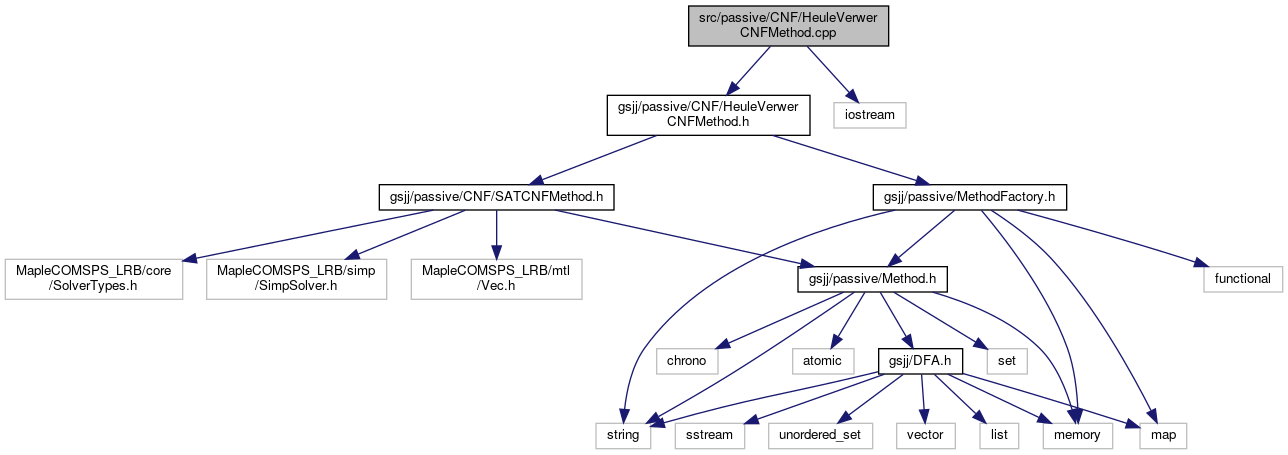 src/passive/CNF/HeuleVerwer
CNFMethod.cpp
gsjj/passive/CNF/HeuleVerwer
CNFMethod.h
iostream
gsjj/passive/CNF/SATCNFMethod.h
gsjj/passive/MethodFactory.h
MapleCOMSPS_LRB/core
/SolverTypes.h
MapleCOMSPS_LRB/simp
/SimpSolver.h
MapleCOMSPS_LRB/mtl
/Vec.h
gsjj/passive/Method.h
functional
chrono
atomic
gsjj/DFA.h
set
string
sstream
unordered_set
vector
list
memory
map